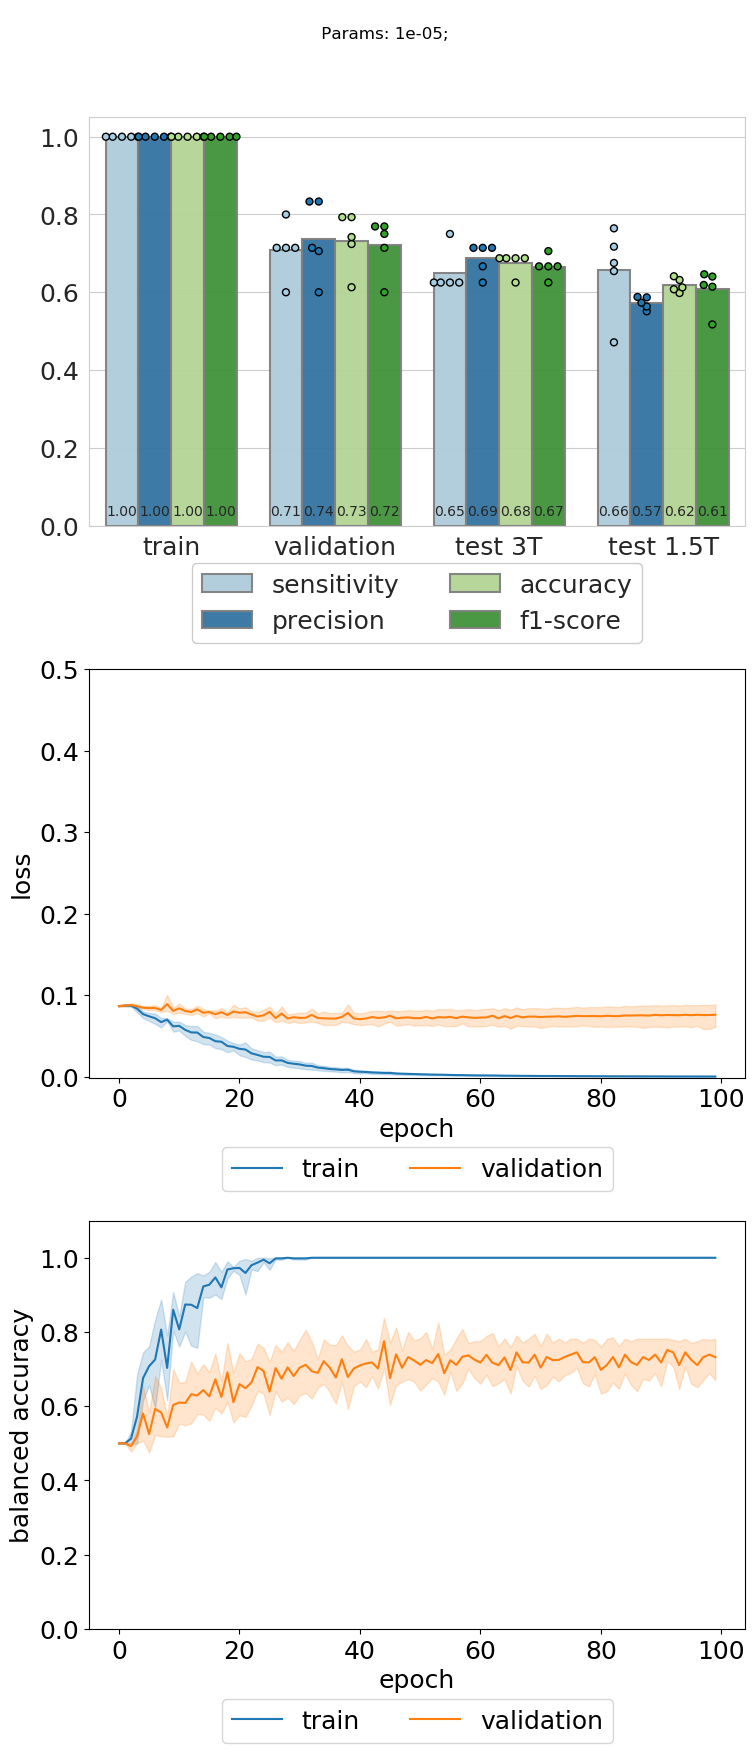 Params: 1e-05;
1.0
0.8
0.6
0.4
0.2
0.0
1.00 1.00 1.00 1.00 0.71 0.74 0.73 0.72 0.65 0.69 0.68 0.67 0.66 0.57 0.62 0.61
train validation test 3T test 1.5T
sensitivity accuracy
precision f1-score
0.5
0.4
0.3
0.2
0.1
0.0
loss
0 20 40 60 80 100
epoch
train validation
1.0
0.8
0.6
0.4
0.2
0.0
balanced accuracy
0 20 40 60 80 100
epoch
train validation